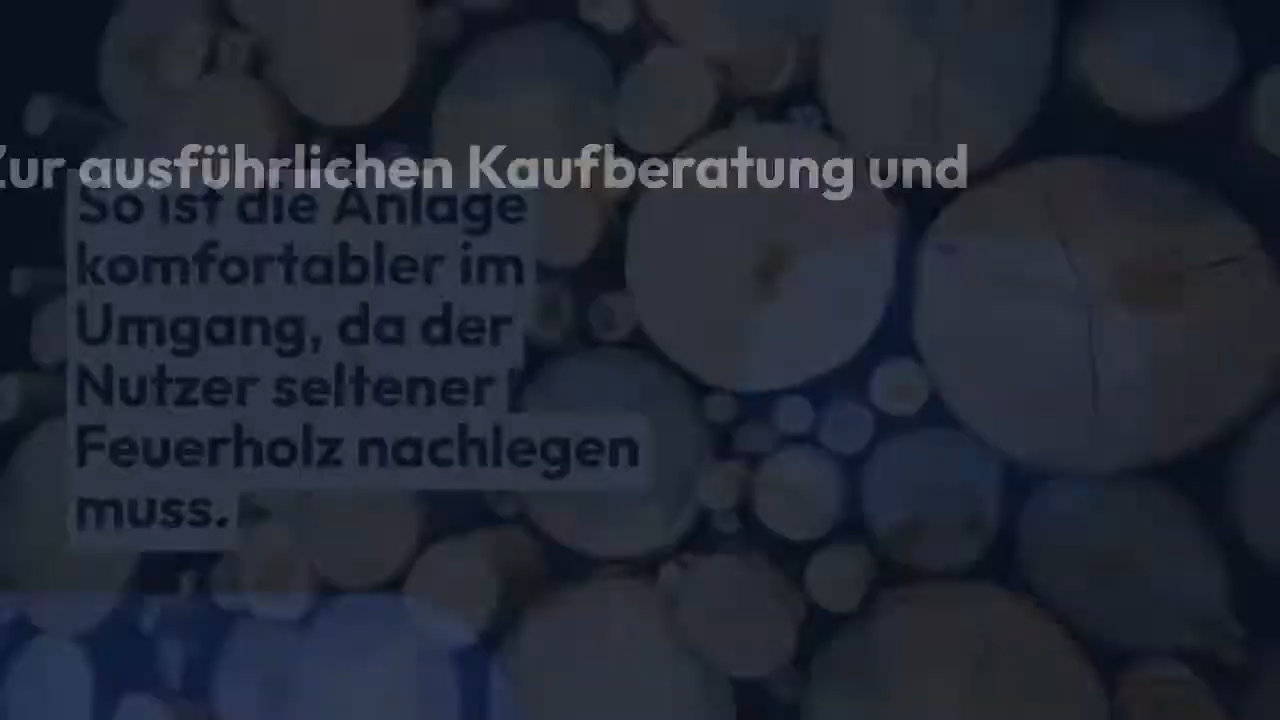 Zur ausführlichen Kaufberatung und
So ist die Anlage
komfortabler im
Umgang, da der
Nutzer seltener
Feuerholz nachlegen
muss.